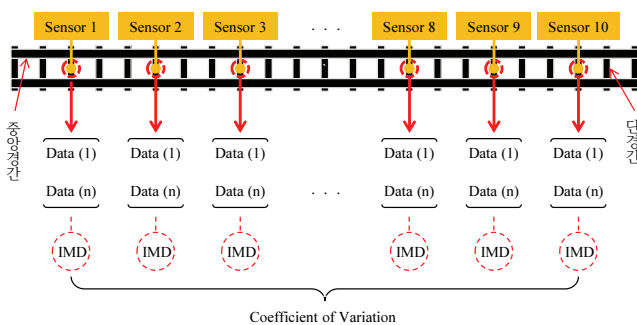 Sensor 1 Sensor 2 Sensor 3 . . . Sensor 8 Sensor 9 Sensor 10
중앙경간
단경간
Data (1) Data (1) Data (1) Data (1) Data (1) Data (1)
Data (n) Data (n) Data (n) . . . Data (n) Data (n) Data (n)
IMD IMD IMD IMD IMD IMD
Coefficient of Variation